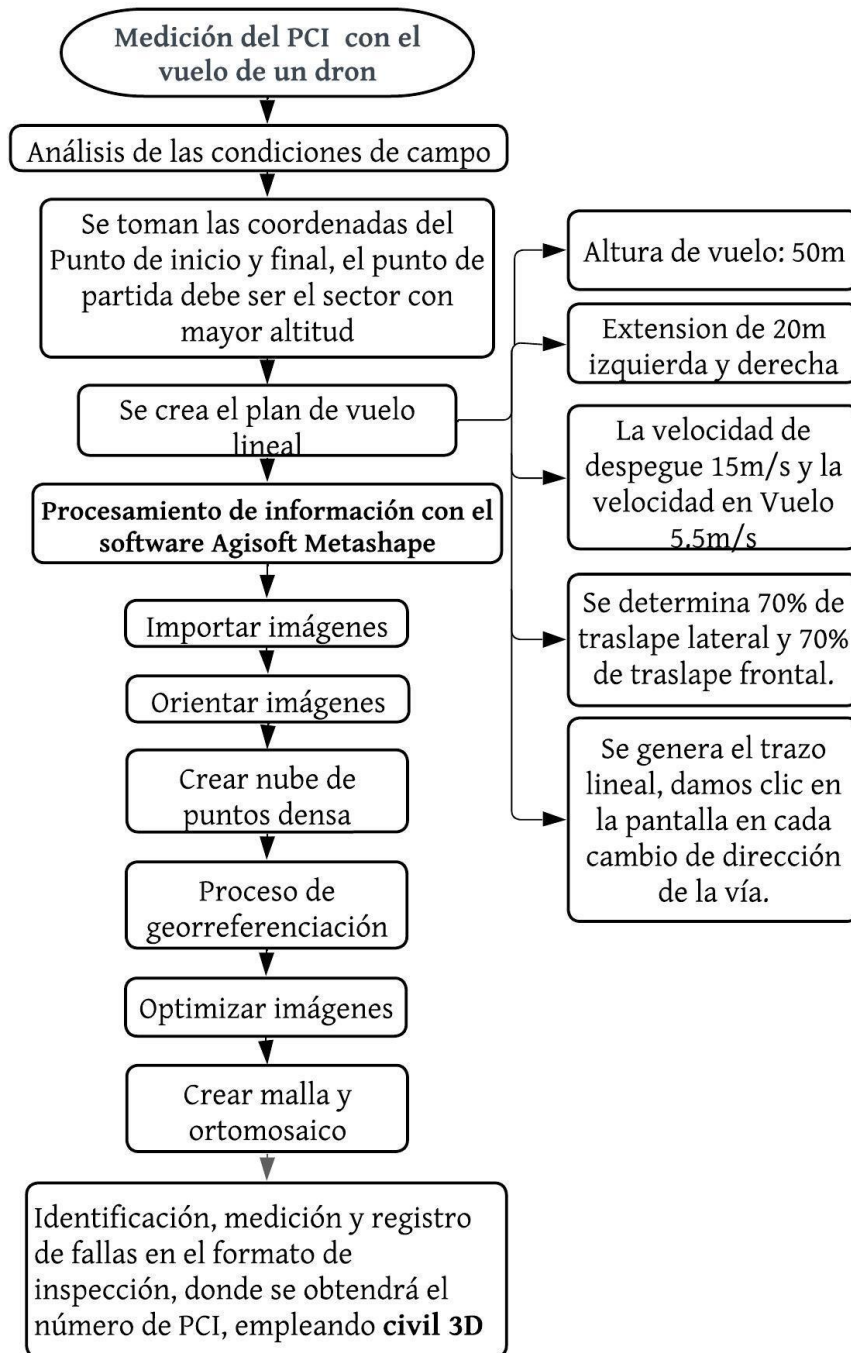 Medición del PCI con el
vuelo de un dron
Análisis de las condiciones de campo
Se toman las coordenadas del
Punto de inicio y final, el punto de
partida debe ser el sector con
mayor altitud
Se crea el plan de vuelo
lineal
Altura de vuelo: 50m
Extension de 20m
izquierda y derecha
La velocidad de
despegue 15m/s y la
velocidad en Vuelo
5.5m/s
Se determina 70% de
traslape lateral y 70%
de traslape frontal.
Se genera el trazo
lineal, damos clic en
la pantalla en cada
cambio de dirección
de la vía.
Procesamiento de información con el
software Agisoft Metashape
Importar imágenes
Orientar imágenes
Crear nube de
puntos densa
Proceso de
georreferenciación
Optimizar imágenes
Crear malla y
ortomosaico
Identificación, medición y registro
de fallas en el formato de
inspección, donde se obtendrá el
número de PCI, empleando civil 3D